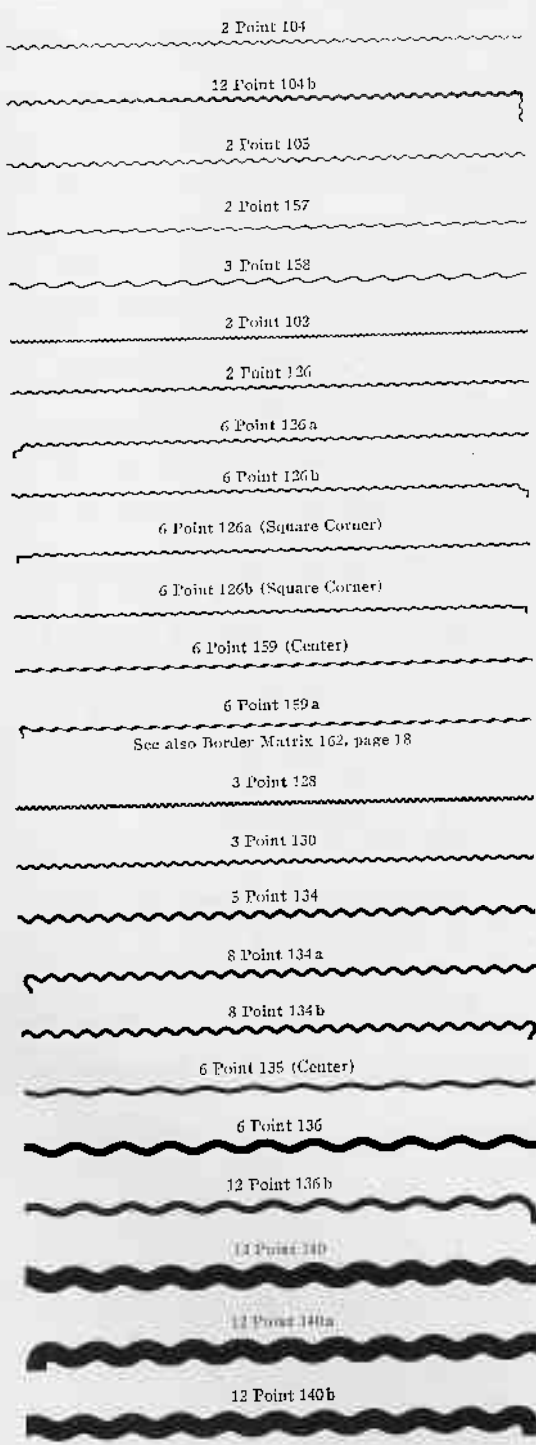 2 Point 104
12 Point 104b
2 Point 105
2 Point 157
3 Point 158
2 Point 102
2 Point 126
6 Point 126a
6 Point 126b
6 Point 126a (Square Corner)
6 Point 126b (Square Corner)
6 Point 159 (Center)
6 Point 159a
See also Border Matrix 162, page 18
3 Point 128
3 Point 130
5 Point 134
8 Point 134a
8 Point 134b
6 Point 135 (Center)
6 Point 136
12 Point 136b
12 Point 140
12 Point 140a
12 Point 140b